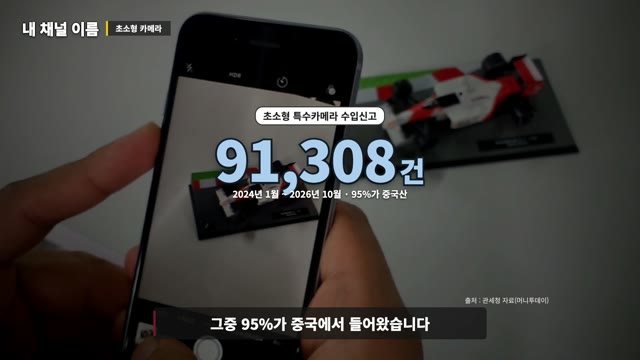 내 채널 이름
초소형 카메라
HDR
초소형 특수카메라 수입신고
91,308건
2024년 1월 ~ 2026년 10월 · 95%가 중국산
출처 : 관세청 자료(머니투데이)
그중 95%가 중국에서 들어왔습니다